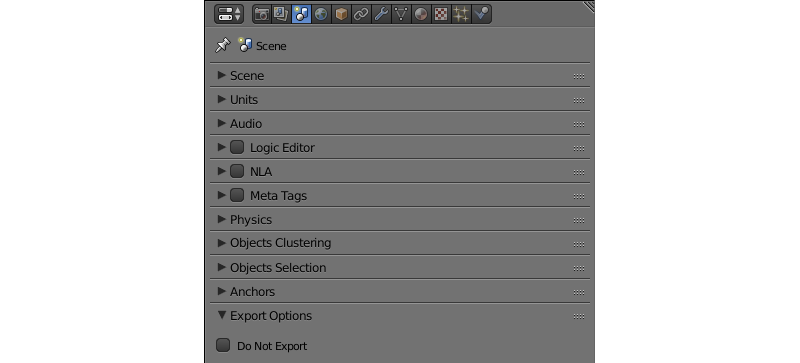 Scene
Scene
Units
Audio
Logic Editor
NLA
Meta Tags
Physics
Objects Clustering
Objects Selection
Anchors
Export Options
Do Not Export